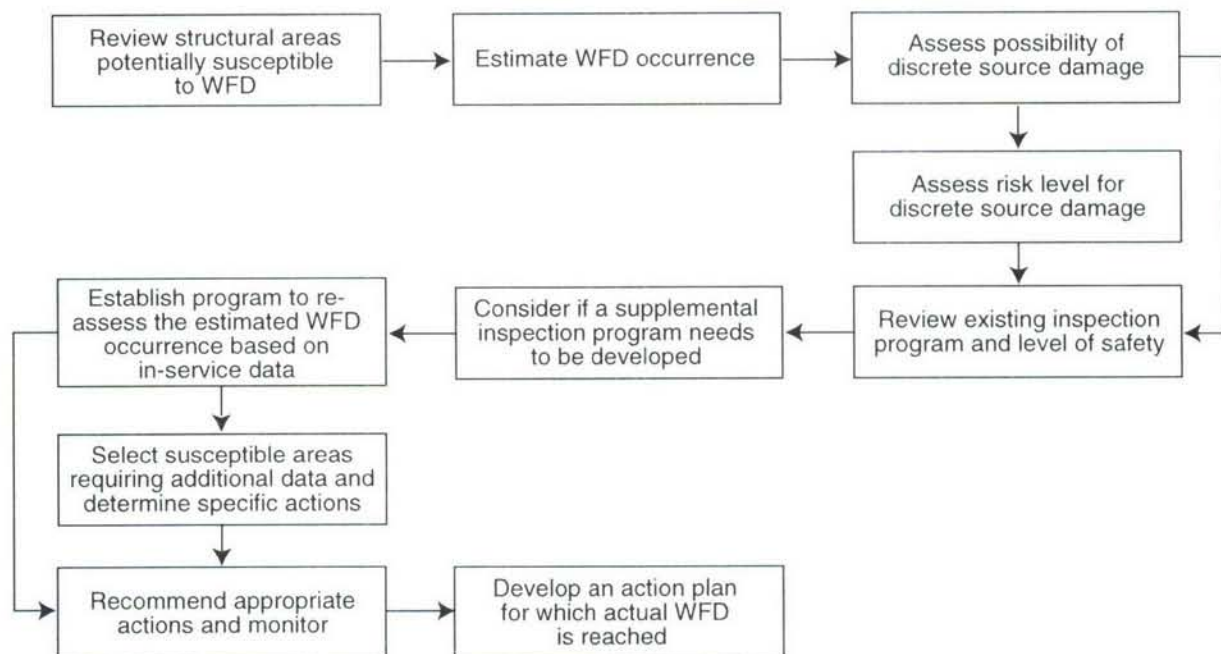 Review structural areas
potentially susceptible
to WFD
Estimate WFD occurrence
Assess possibility of
discrete source damage
Assess risk level for
discrete source damage
Review existing inspection
program and level of safety
Consider if a supplemental
inspection program needs
to be developed
Establish program to re-
assess the estimated WFD
occurrence based on
in-service data
Select susceptible areas
requiring additional data and
determine specific actions
Recommend appropriate
actions and monitor
Develop an action plan
for which actual WFD
is reached